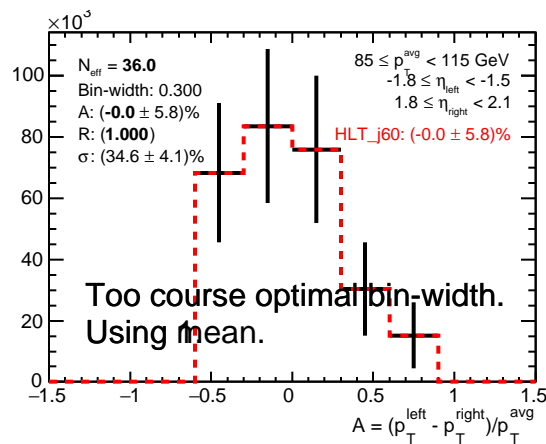 ×10³
N_eff = 36.0
Bin-width: 0.300
A: (-0.0 ± 5.8)%
R: (1.000)
σ: (34.6 ± 4.1)%
85 ≤ p_T^avg < 115 GeV
-1.8 ≤ η_left < -1.5
1.8 ≤ η_right < 2.1
HLT_j60: (-0.0 ± 5.8)%
100
80
60
40
20
0
Too course optimal bin-width.
Using mean.
−1.5 −1 −0.5 0 0.5 1 1.5
A = (p_T^left - p_T^right)/p_T^avg